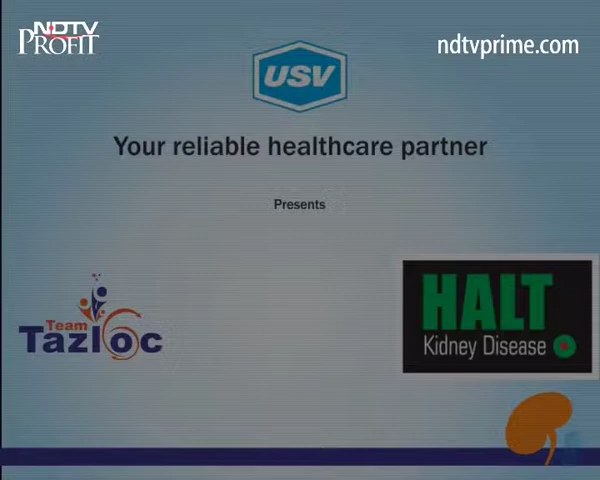 NDTV
PROFIT
ndtvprime.com
USV
Your reliable healthcare partner
Presents
Team
Tazloc
HALT
Kidney Disease